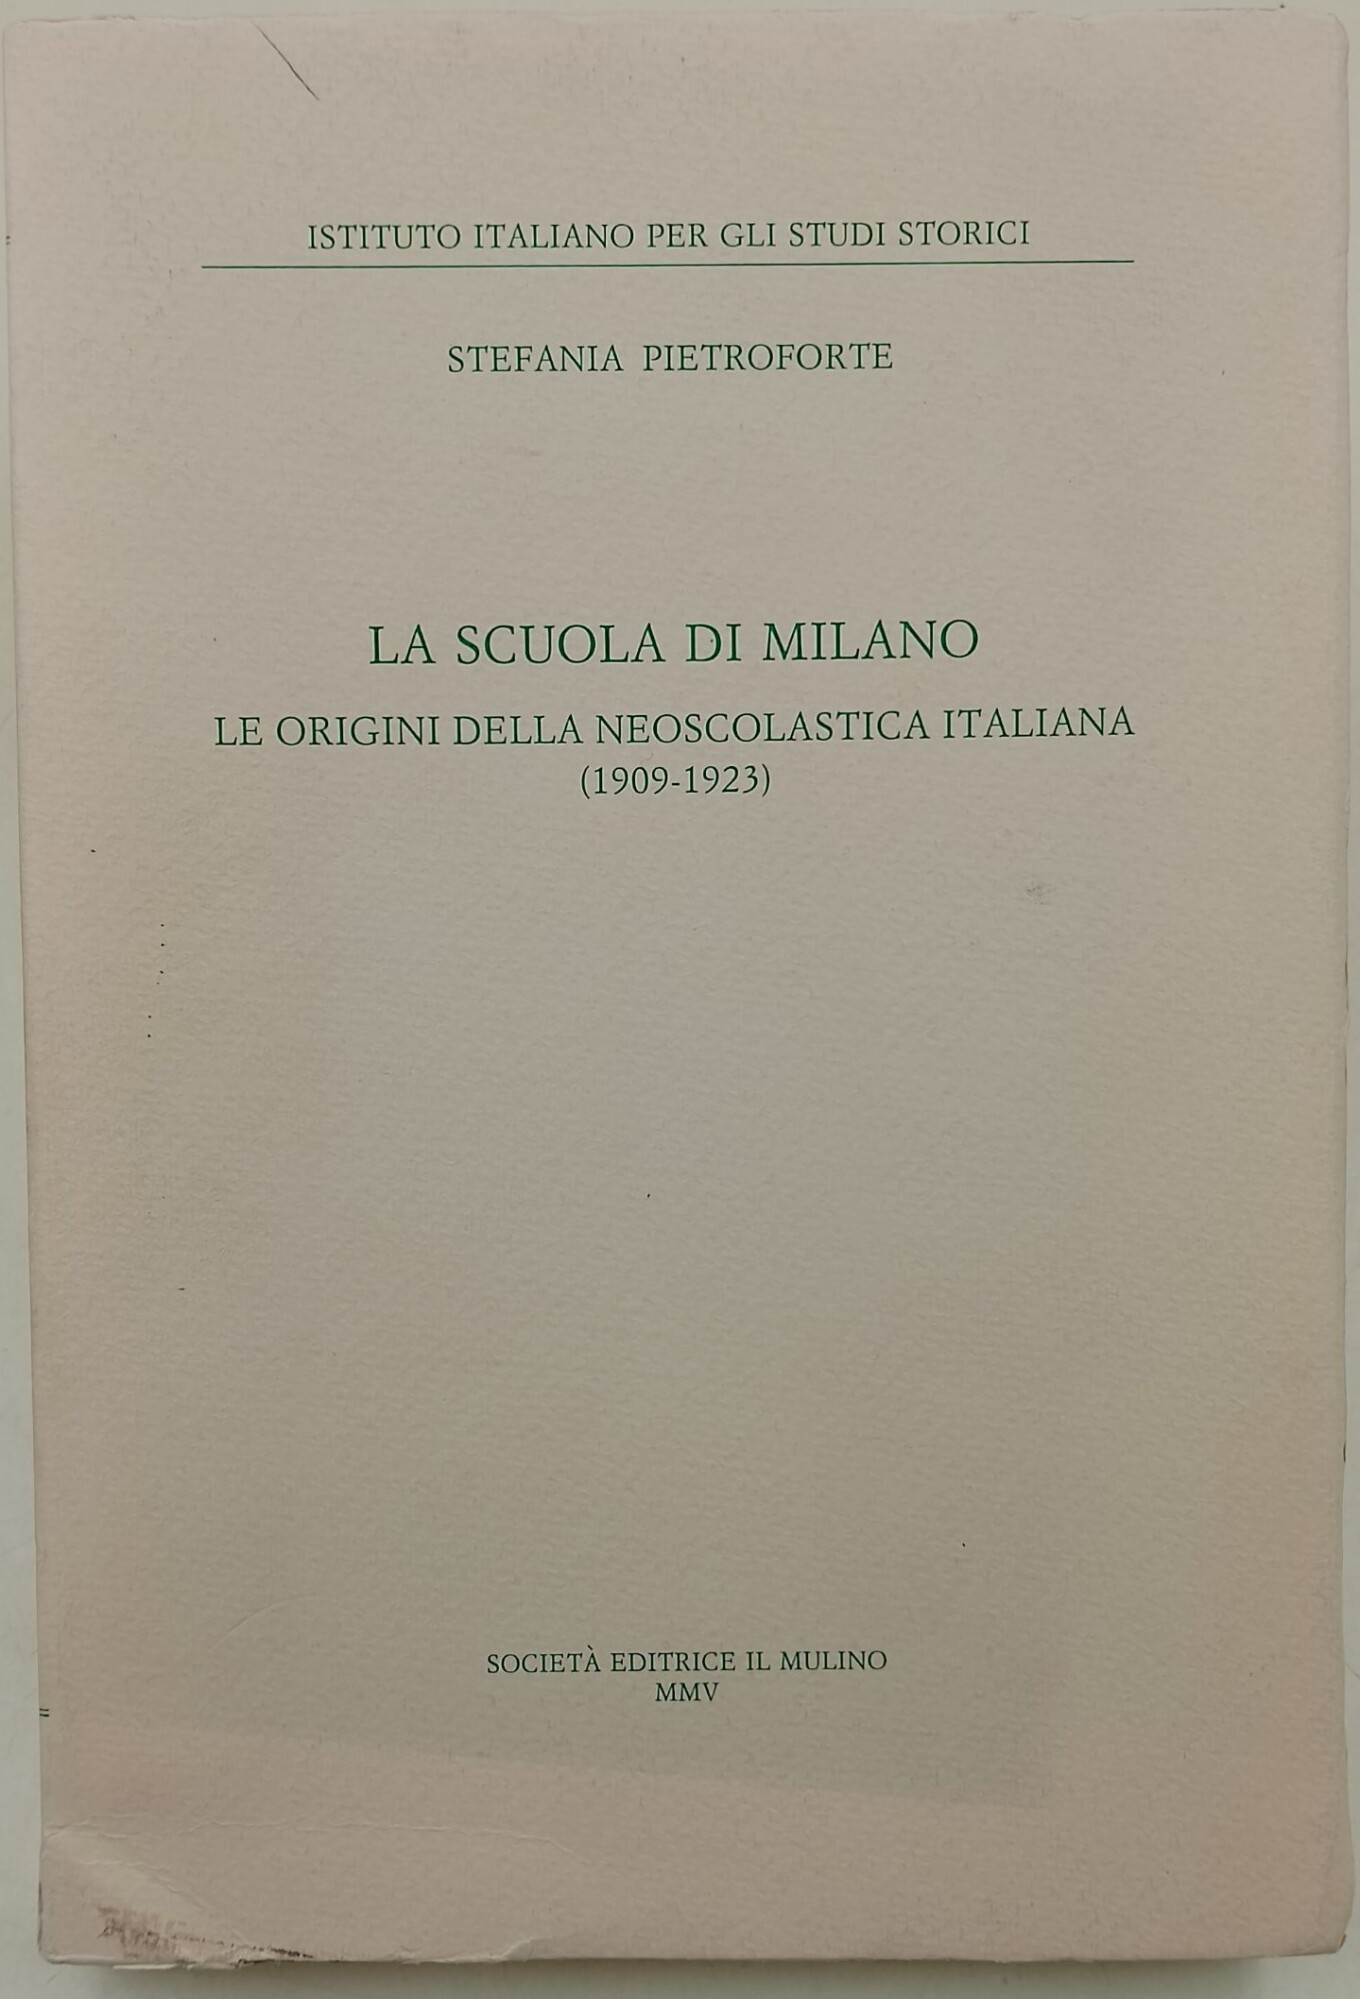 ISTITUTO ITALIANO PER GLI STUDI STORICI
STEFANIA PIETROFORTE
LA SCUOLA DI MILANO
LE ORIGINI DELLA NEOSCOLASTICA ITALIANA
(1909-1923)
SOCIETÀ EDITRICE IL MULINO
MMV